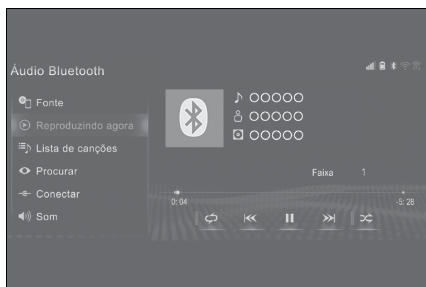 Áudio Bluetooth
Fonte
Reproduzindo agora
Lista de canções
Procurar
Conectar
Som
OOOOO
OOOOO
OOOOO
Faixa 1
0: 04
-5: 28